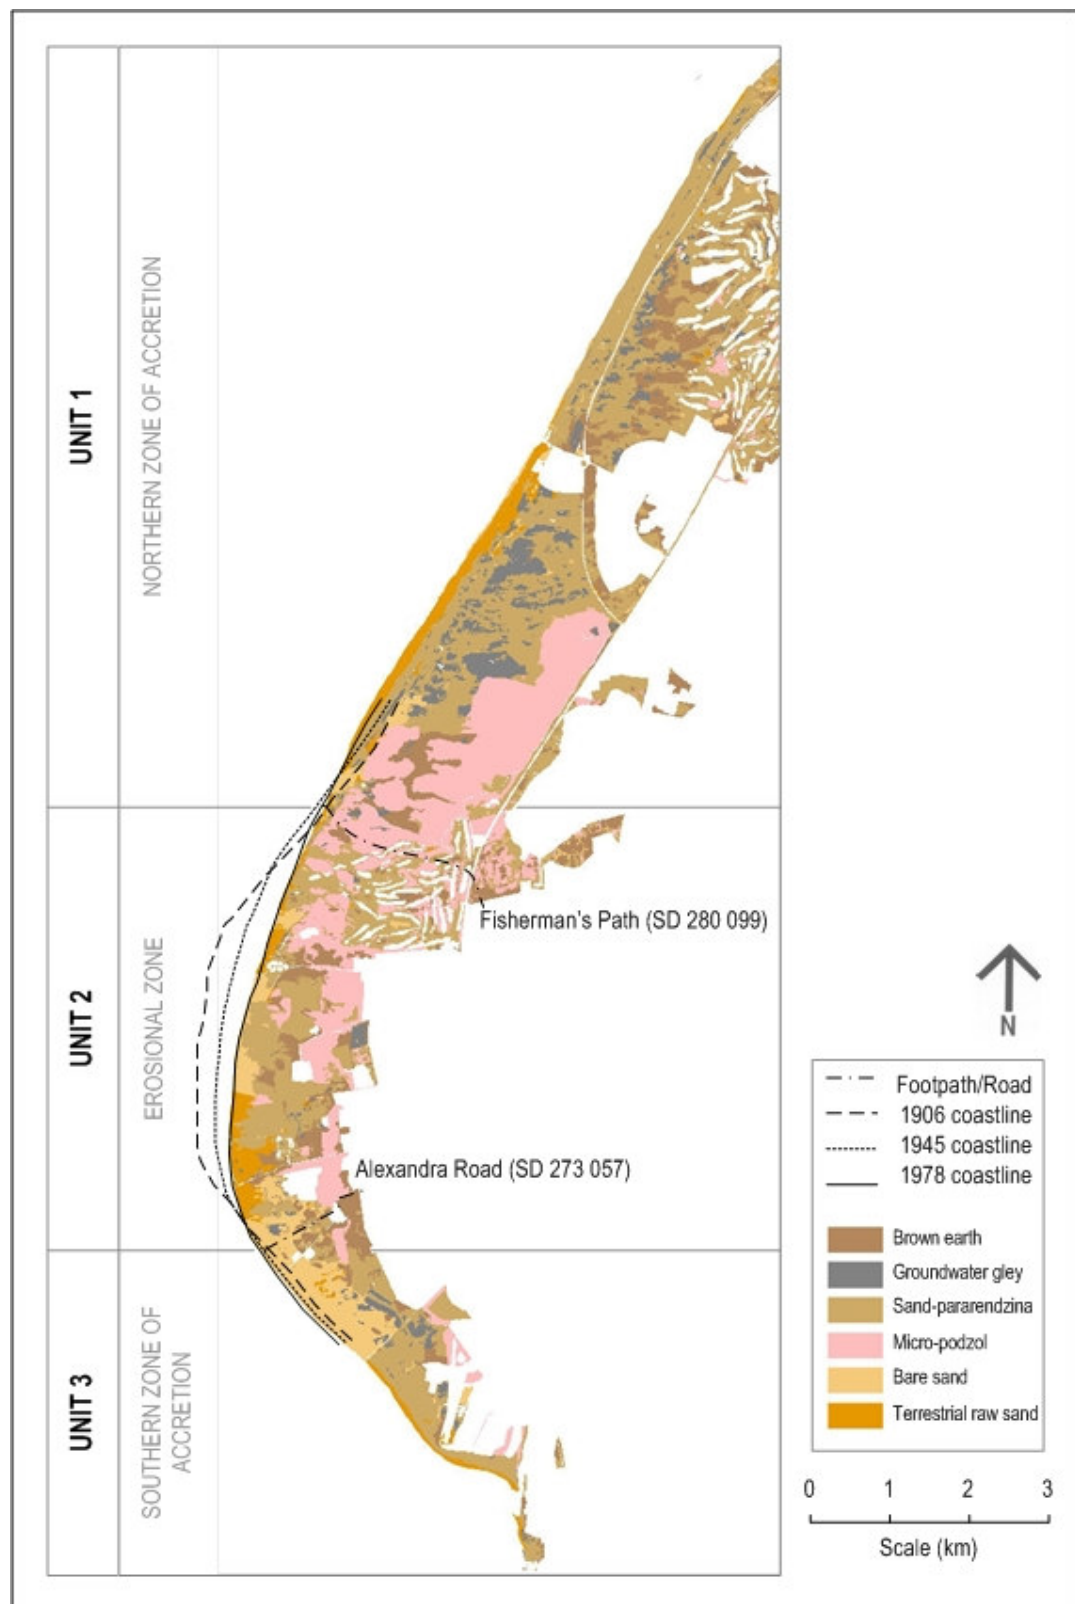 UNIT 1
NORTHERN ZONE OF ACCRETION
UNIT 2
EROSIONAL ZONE
UNIT 3
SOUTHERN ZONE OF
ACCRETION
Fisherman's Path (SD 280 099)
Alexandra Road (SD 273 057)
N
Footpath/Road
1906 coastline
1945 coastline
1978 coastline
Brown earth
Groundwater gley
Sand-pararendzina
Micro-podzol
Bare sand
Terrestrial raw sand
0 1 2 3
Scale (km)